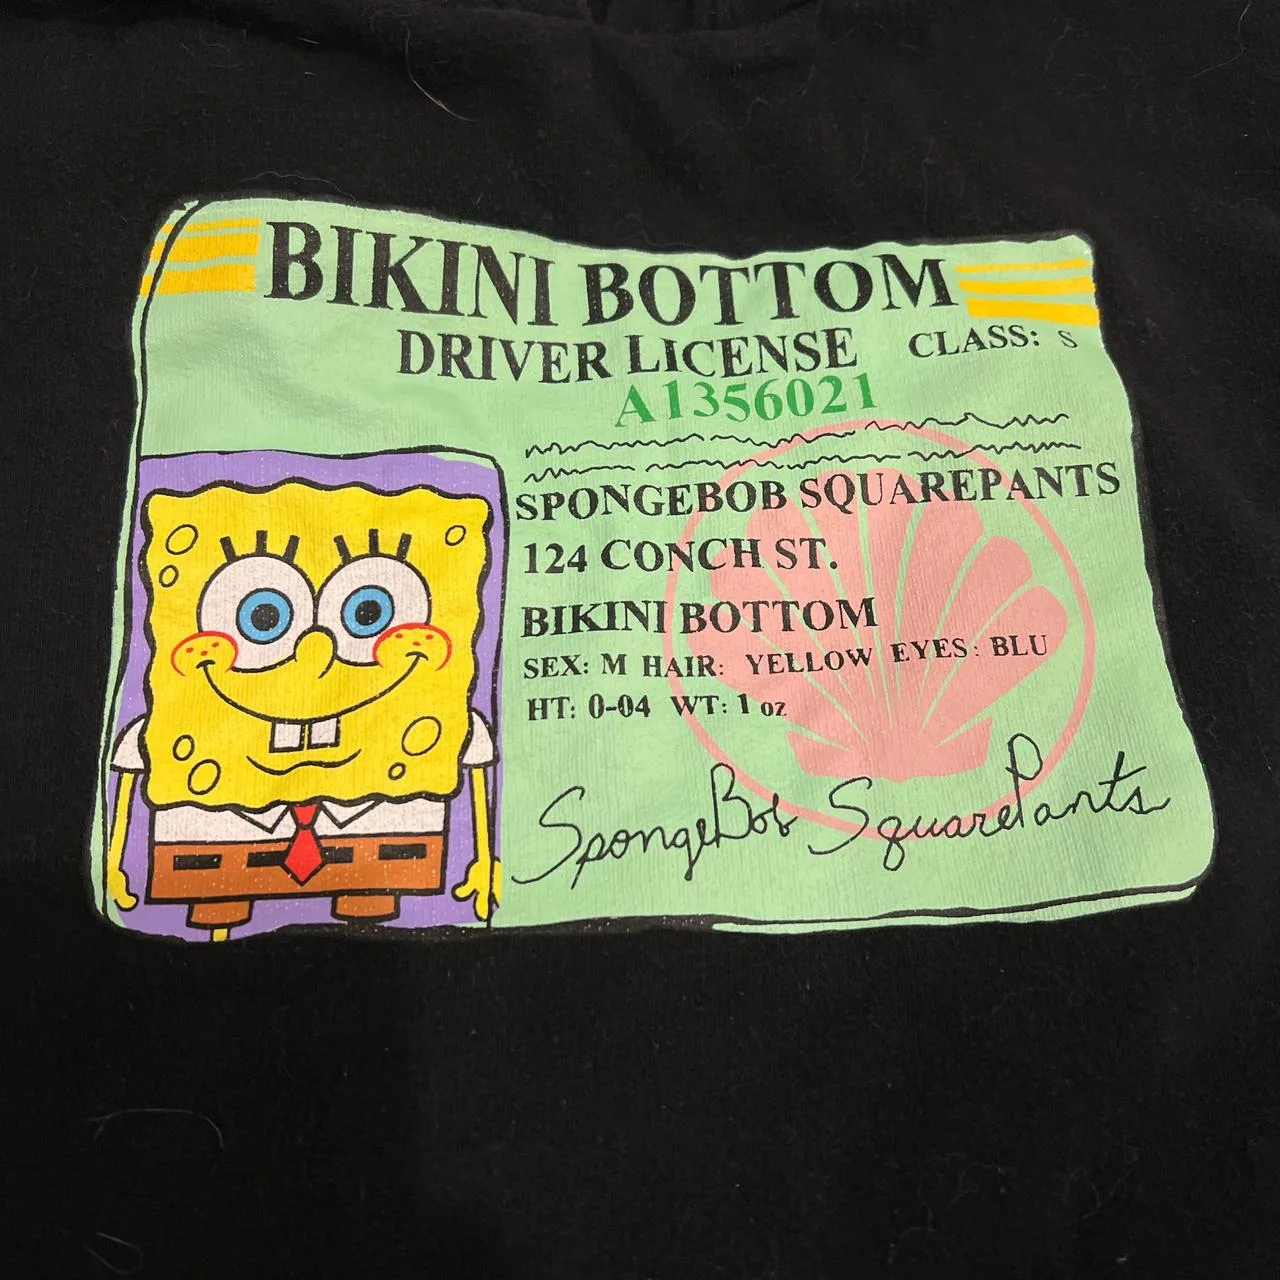 BIKINI BOTTOM
DRIVER LICENSE CLASS: S
A1356021
SPONGEBOB SQUAREPANTS
124 CONCH ST.
BIKINI BOTTOM
SEX: M HAIR: YELLOW EYES: BLU
HT: 0-04 WT: 1 oz
SpongeBob SquarePants